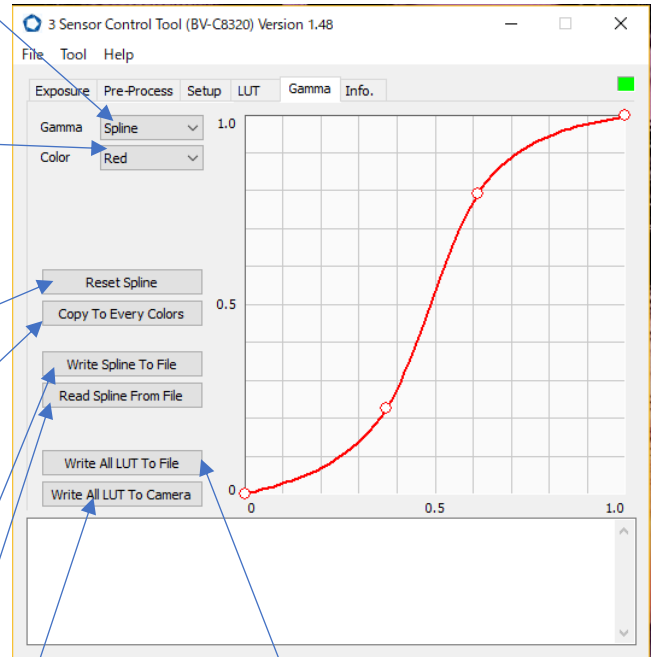 3 Sensor Control Tool (BV-C8320) Version 1.48
File Tool Help
Exposure Pre-Process Setup LUT Gamma Info.
Gamma Spline
Color Red
1.0
Reset Spline
0.5
Copy To Every Colors
Write Spline To File
Read Spline From File
Write All LUT To File
Write All LUT To Camera
0
0 0.5 1.0